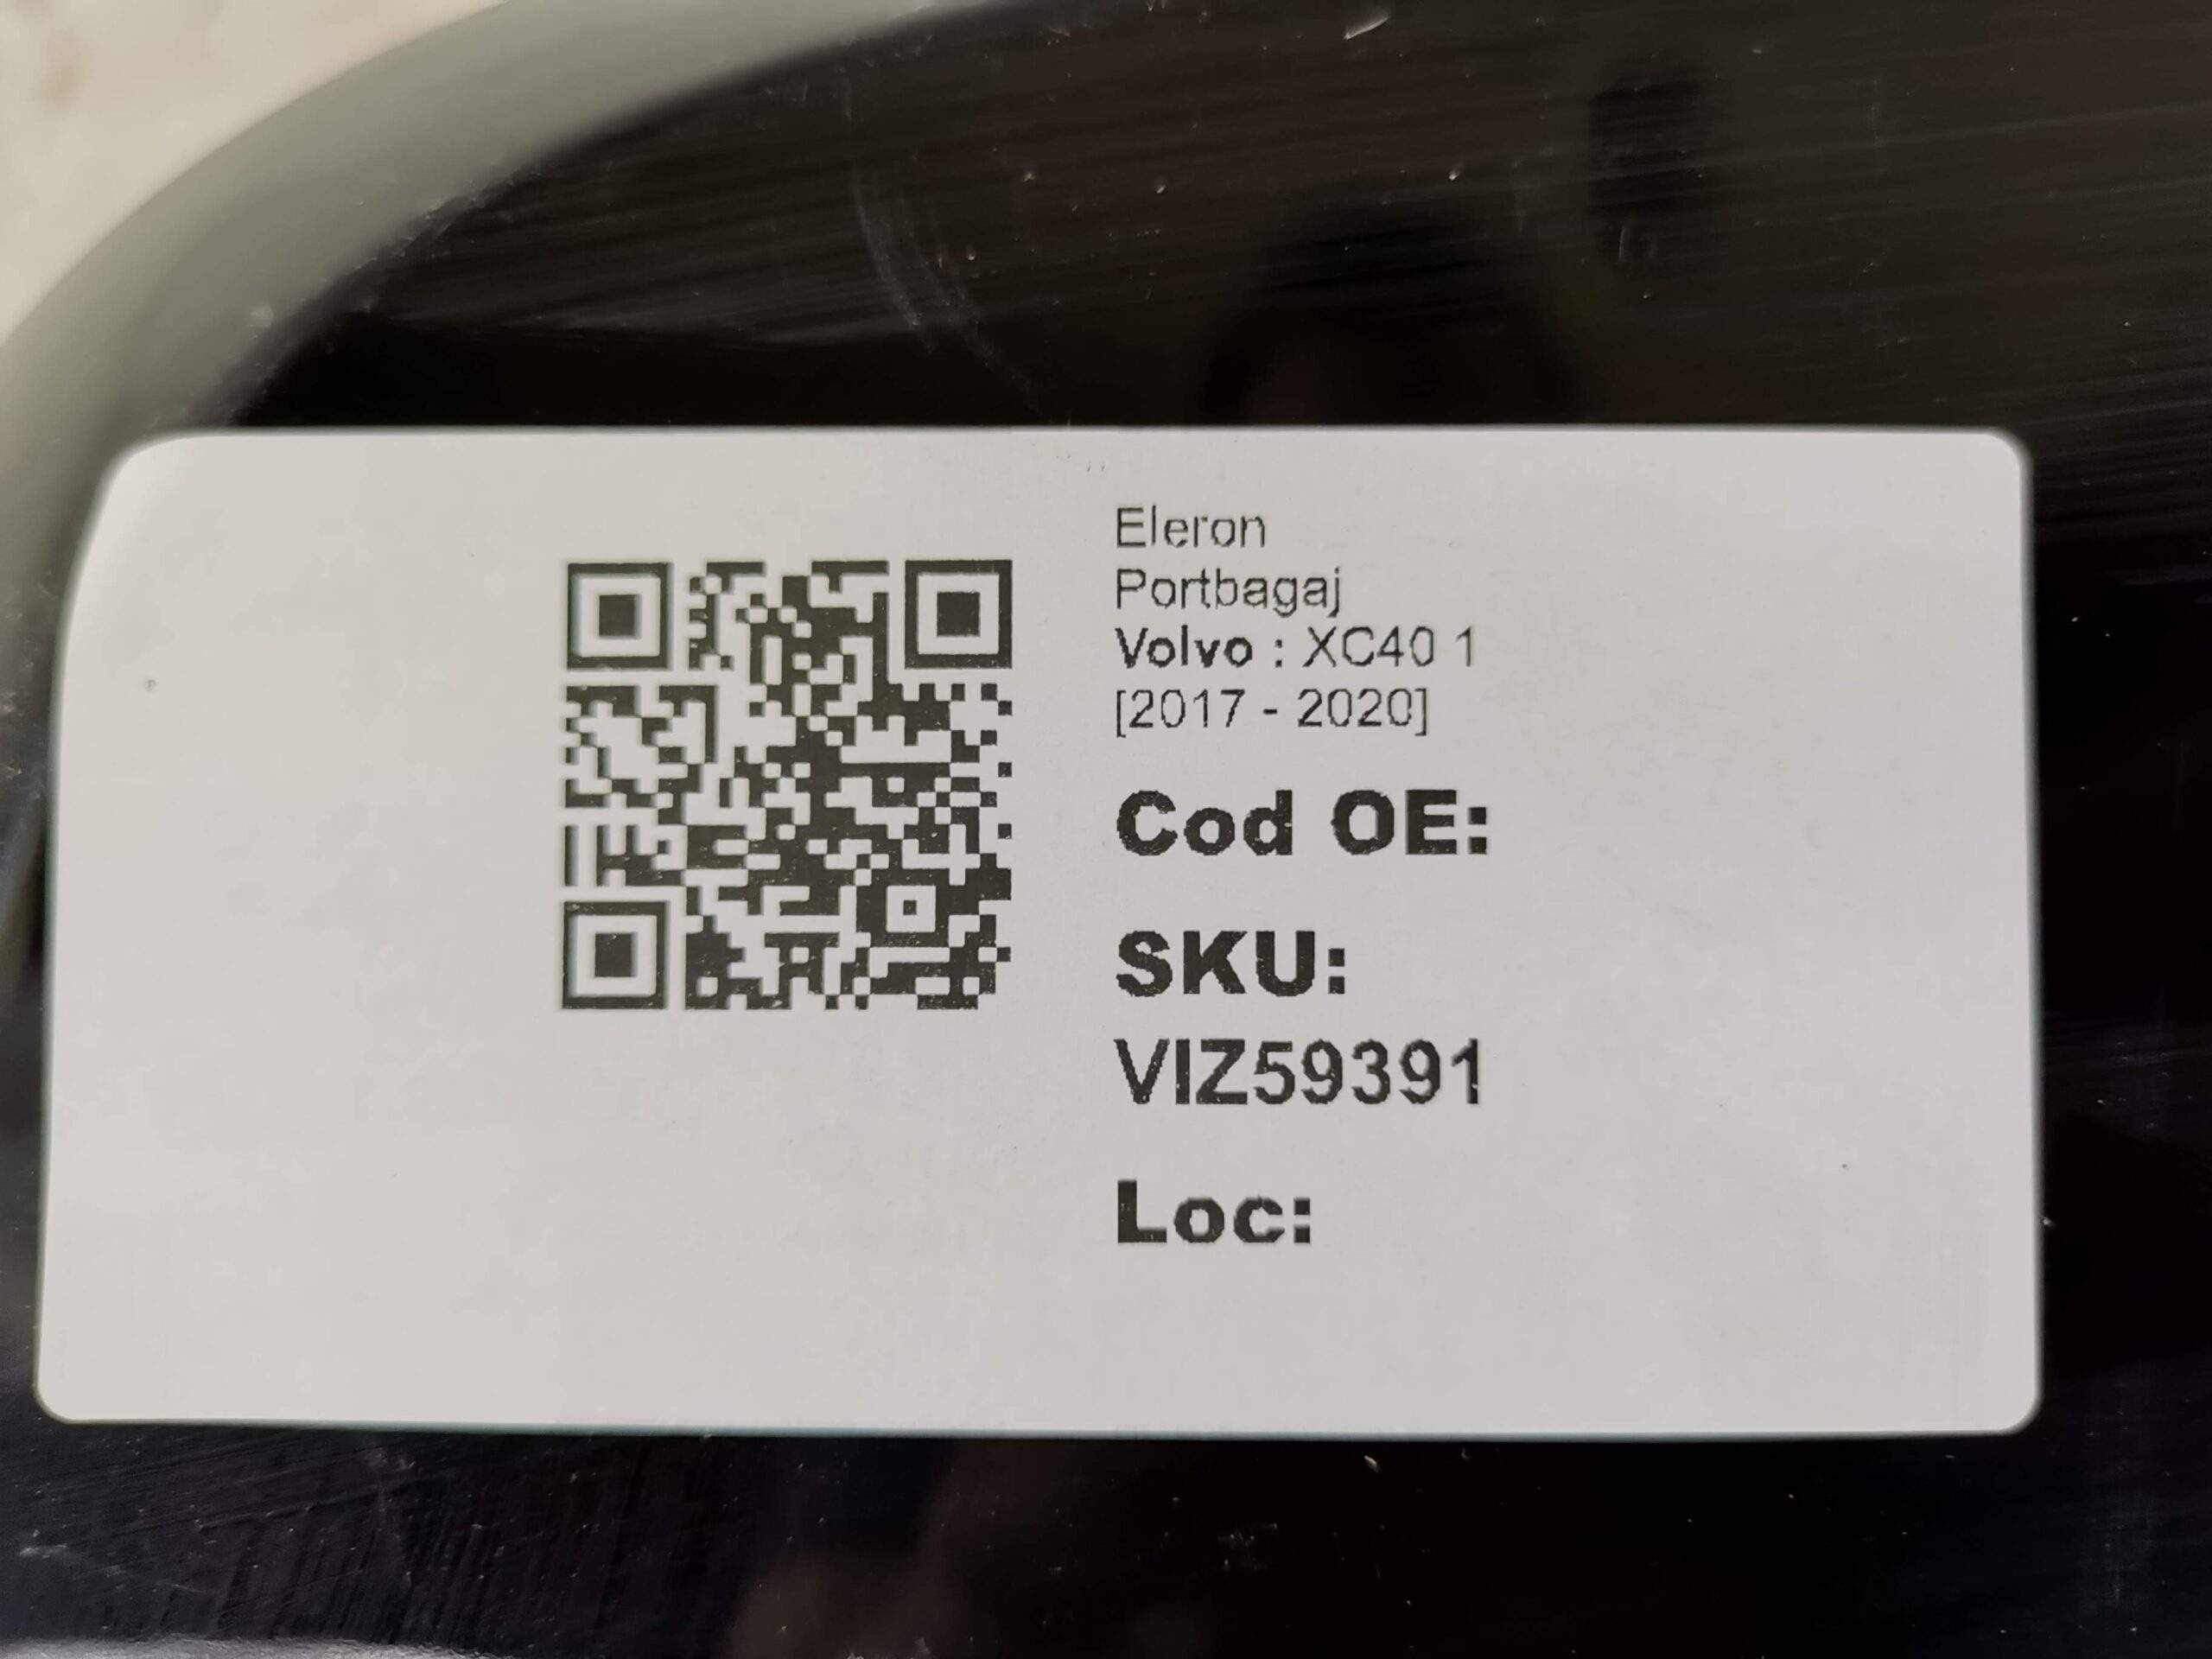 Eleron
Portbagaj
Volvo : XC40 1
[2017 - 2020]
Cod OE:
SKU:
VIZ59391
Loc: